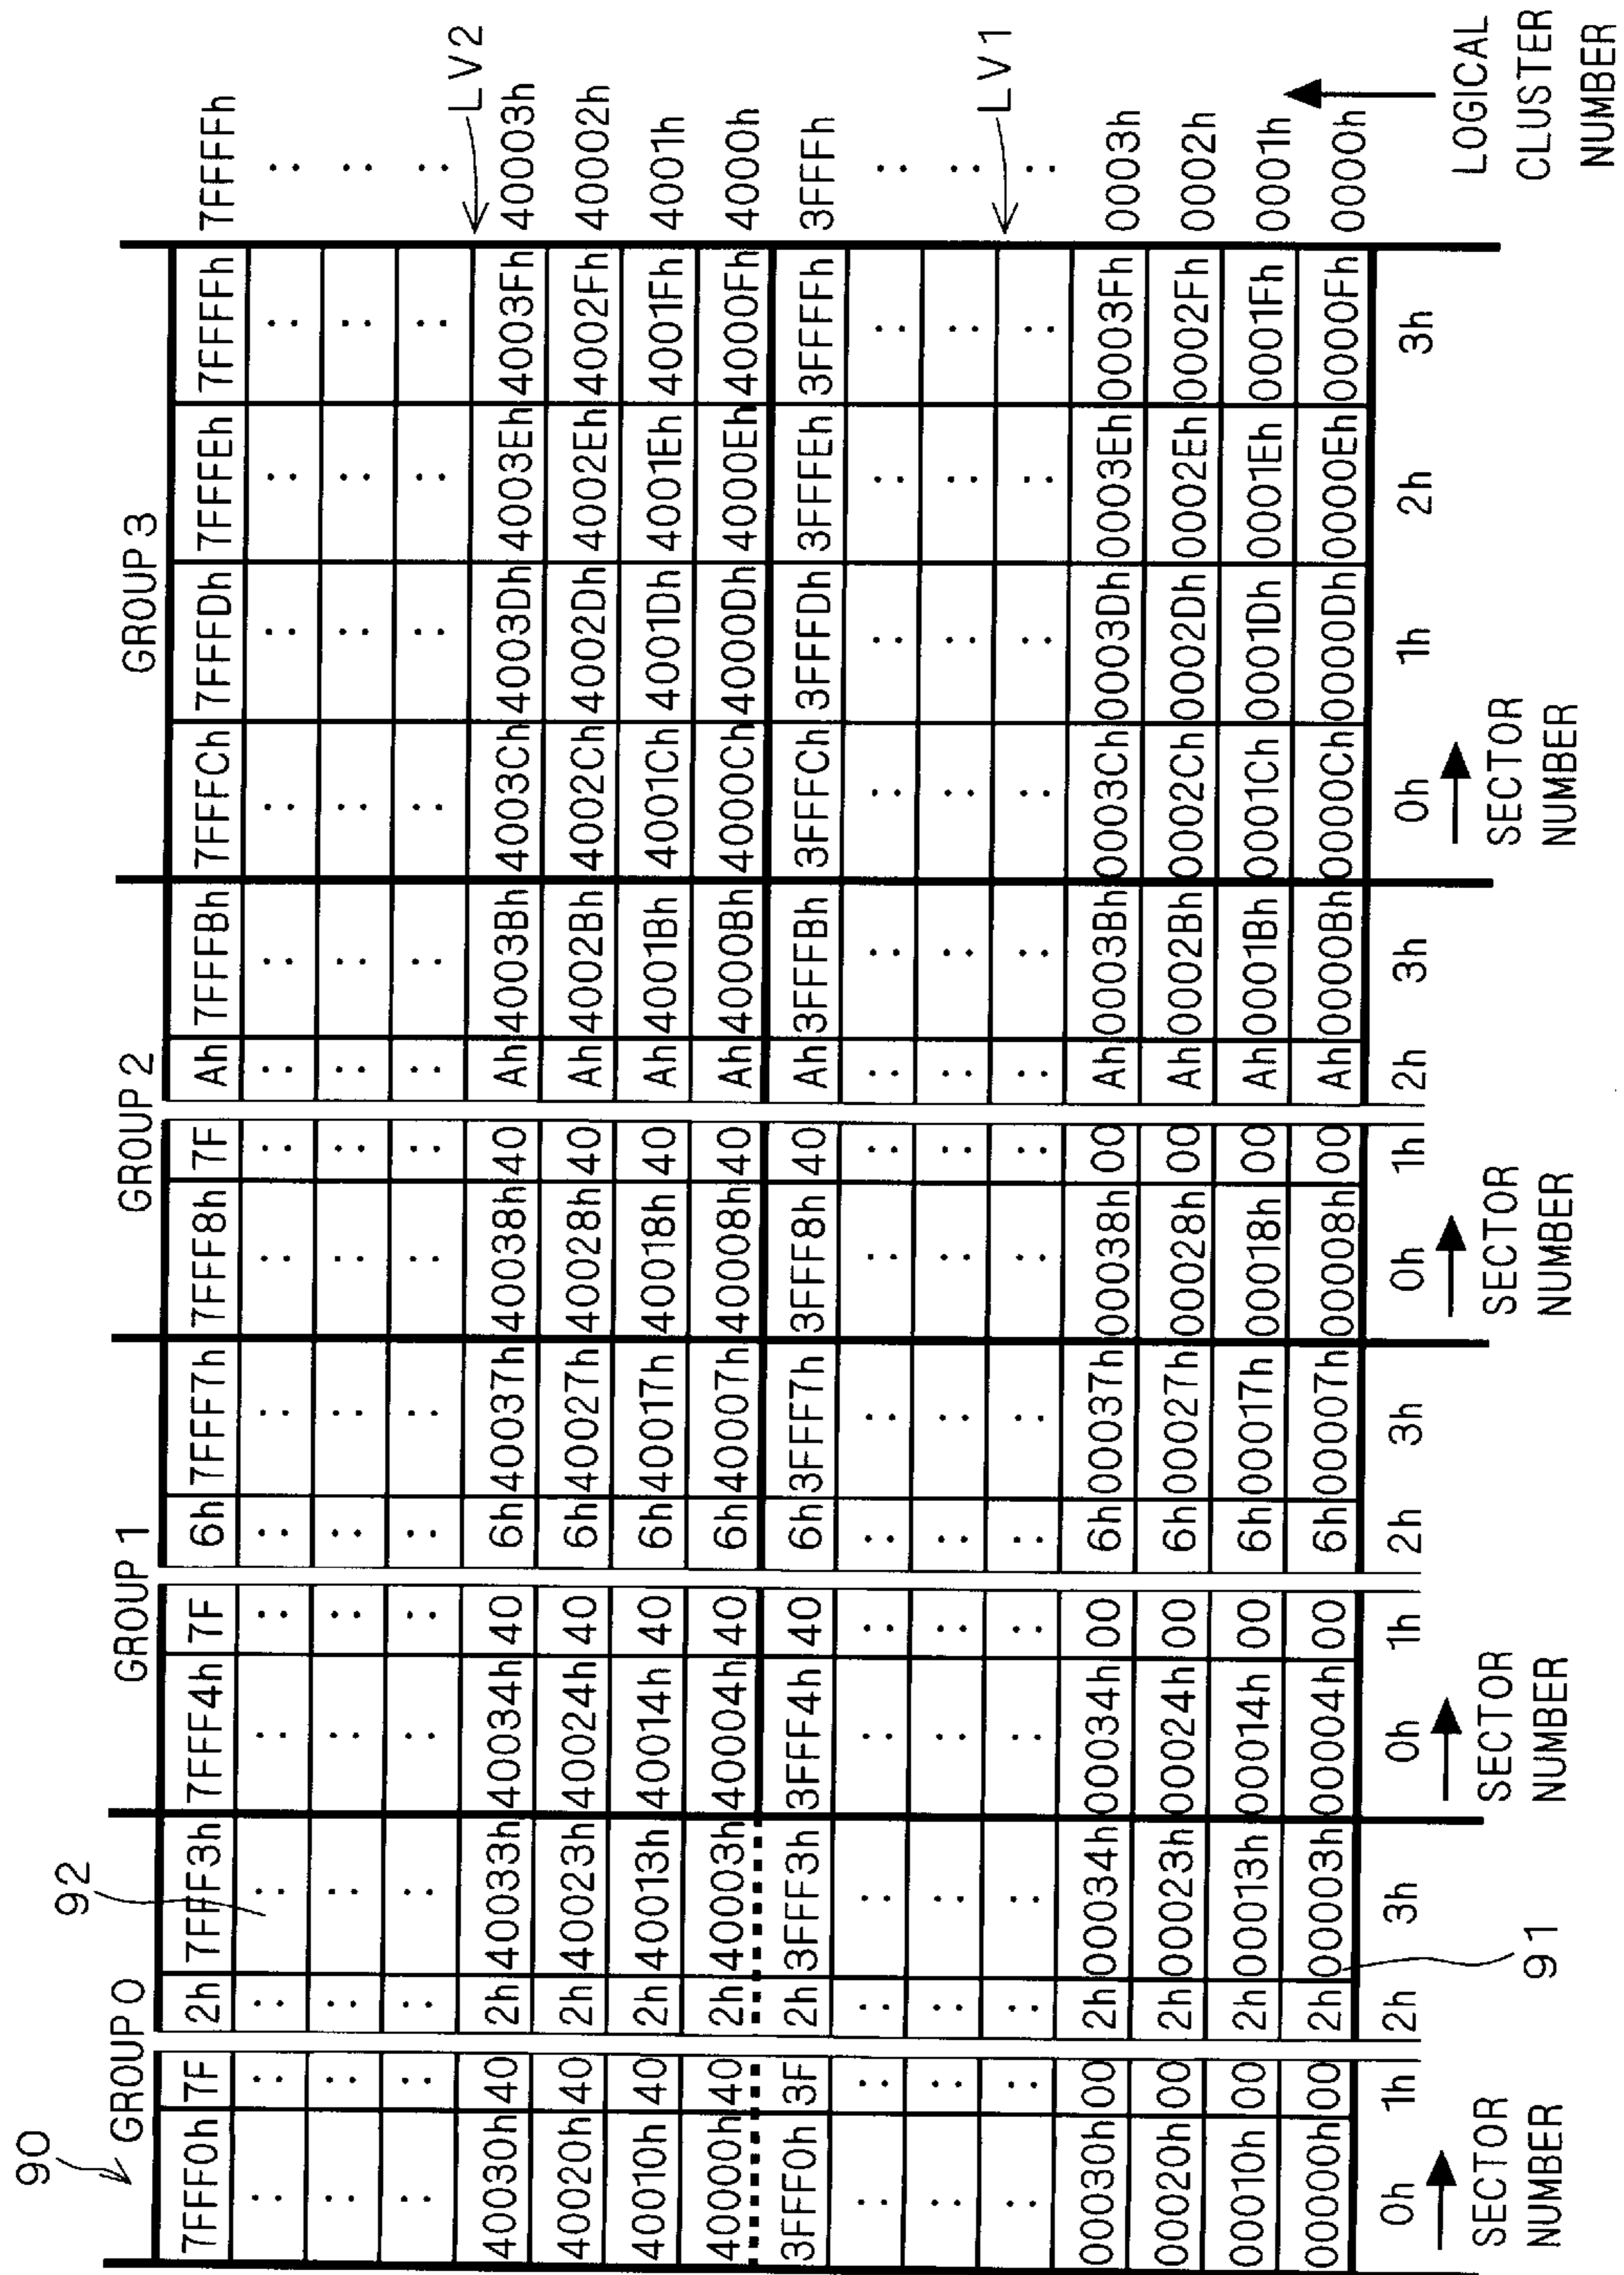 90
92
GROUP 0 GROUP 1 GROUP 2 GROUP 3
7FFF0h 7F 2h 7FFF3h 7FFF4h 7F 6h 7FFF7h 7FFF8h 7F Ah 7FFFBh 7FFFCh 7FFFDh 7FFFEh 7FFFFh 7FFFFh
.. .. .. .. .. .. .. .. .. .. .. .. .. .. .. .. ..
.. .. .. .. .. .. .. .. .. .. .. .. .. .. .. .. ..
.. .. .. .. .. .. .. .. .. .. .. .. .. .. .. .. ..
LV2
40030h 40 2h 40033h 40034h 40 6h 40037h 40038h 40 Ah 4003Bh 4003Ch 4003Dh 4003Eh 4003Fh 40003h
40020h 40 2h 40023h 40024h 40 6h 40027h 40028h 40 Ah 4002Bh 4002Ch 4002Dh 4002Eh 4002Fh 40002h
40010h 40 2h 40013h 40014h 40 6h 40017h 40018h 40 Ah 4001Bh 4001Ch 4001Dh 4001Eh 4001Fh 4001h
40000h 40 2h 40003h 40004h 40 6h 40007h 40008h 40 Ah 4000Bh 4000Ch 4000Dh 4000Eh 4000Fh 4000h
3FFF0h 3F 2h 3FFF3h 3FFF4h 40 6h 3FFF7h 3FFF8h 40 Ah 3FFFBh 3FFFCh 3FFFDh 3FFFEh 3FFFFh 3FFFh
.. .. .. .. .. .. .. .. .. .. .. .. .. .. .. .. ..
.. .. .. .. .. .. .. .. .. .. .. .. .. .. .. .. ..
.. .. .. .. .. .. .. .. .. .. .. .. .. .. .. .. ..
LV1
00030h 00 2h 00034h 00034h 00 6h 00037h 00038h 00 Ah 0003Bh 0003Ch 0003Dh 0003Eh 0003Fh 0003h
00020h 00 2h 00023h 00024h 00 6h 00027h 00028h 00 Ah 0002Bh 0002Ch 0002Dh 0002Eh 0002Fh 0002h
00010h 00 2h 00013h 00014h 00 6h 00017h 00018h 00 Ah 0001Bh 0001Ch 0001Dh 0001Eh 0001Fh 0001h
00000h 00 2h 00003h 00004h 00 6h 00007h 00008h 00 Ah 0000Bh 0000Ch 0000Dh 0000Eh 0000Fh 0000h
0h 1h 2h 3h 0h 1h 2h 3h 0h 1h 2h 3h 0h 1h 2h 3h
91
SECTOR
NUMBER
SECTOR
NUMBER
SECTOR
NUMBER
SECTOR
NUMBER
LOGICAL
CLUSTER
NUMBER